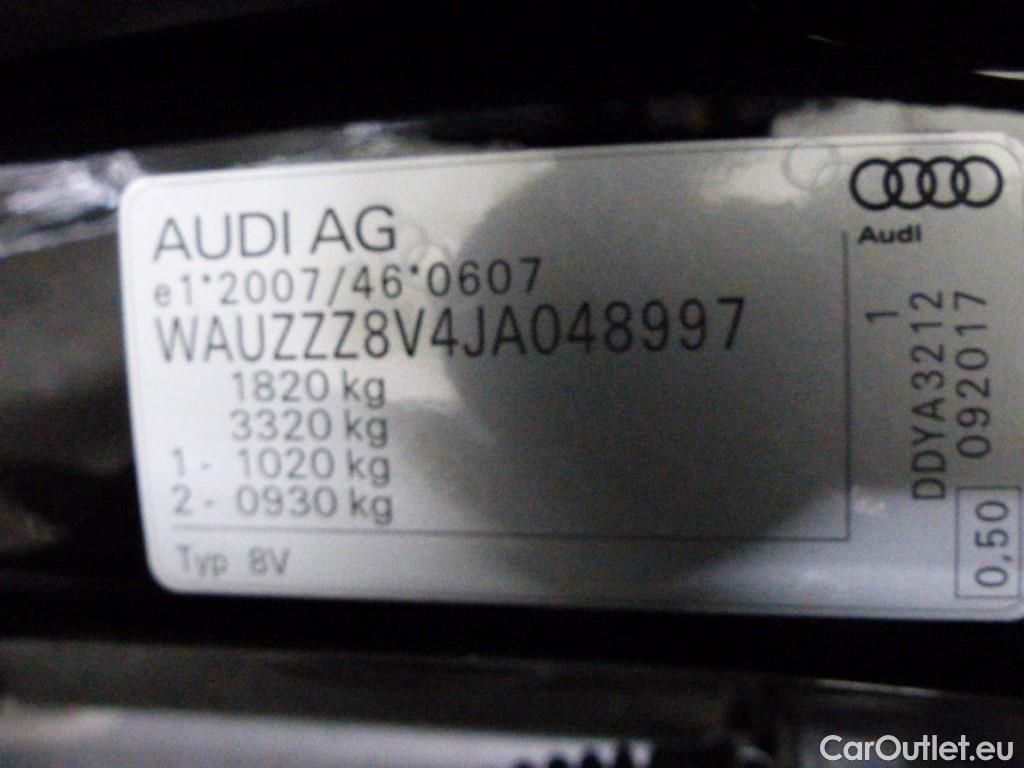 AUDI AG
e1*2007/46*0607
WAUZZZ8V4JA048997
1820 kg
3320 kg
1 - 1020 kg
2 - 0930 kg
Typ 8V
Audi
1
DDYA3212
092017
0,50
CarOutlet.eu